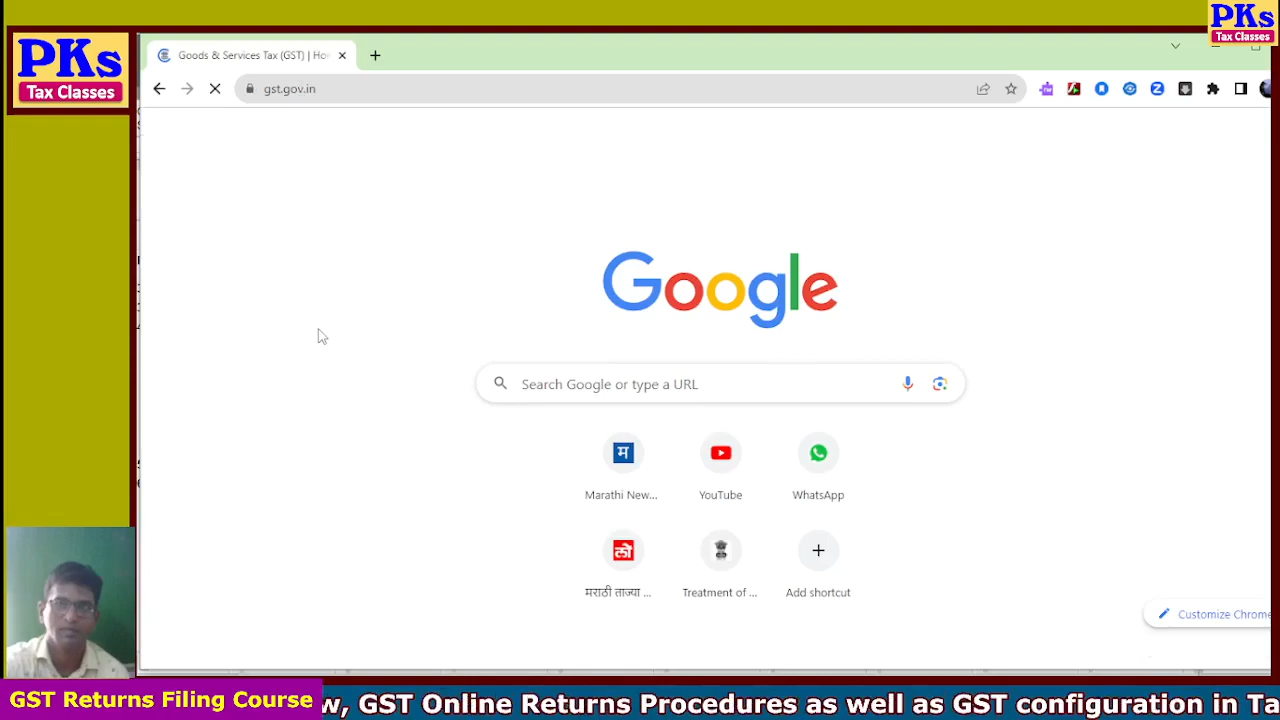 PKs
Tax Classes
PKs
Tax Classes
Goods & Services Tax (GST) | Ho
gst.gov.in
Google
Search Google or type a URL
म
Marathi New...
YouTube
WhatsApp
लो
मराठी ताज्या ...
Treatment of ...
Add shortcut
Customize Chrome
GST Returns Filing Course
w, GST Online Returns Procedures as well as GST configuration in Ta